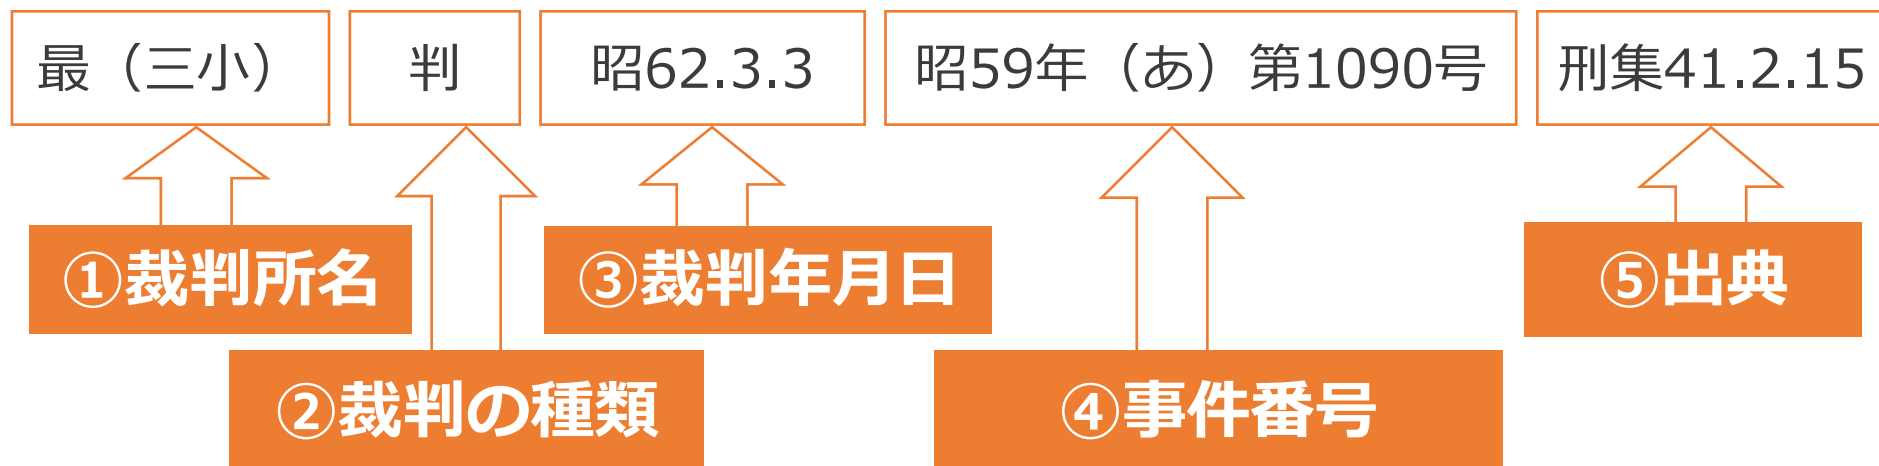 最（三小） 判 昭62.3.3 昭59年（あ）第1090号 刑集41.2.15
①裁判所名 ③裁判年月日 ⑤出典
②裁判の種類 ④事件番号